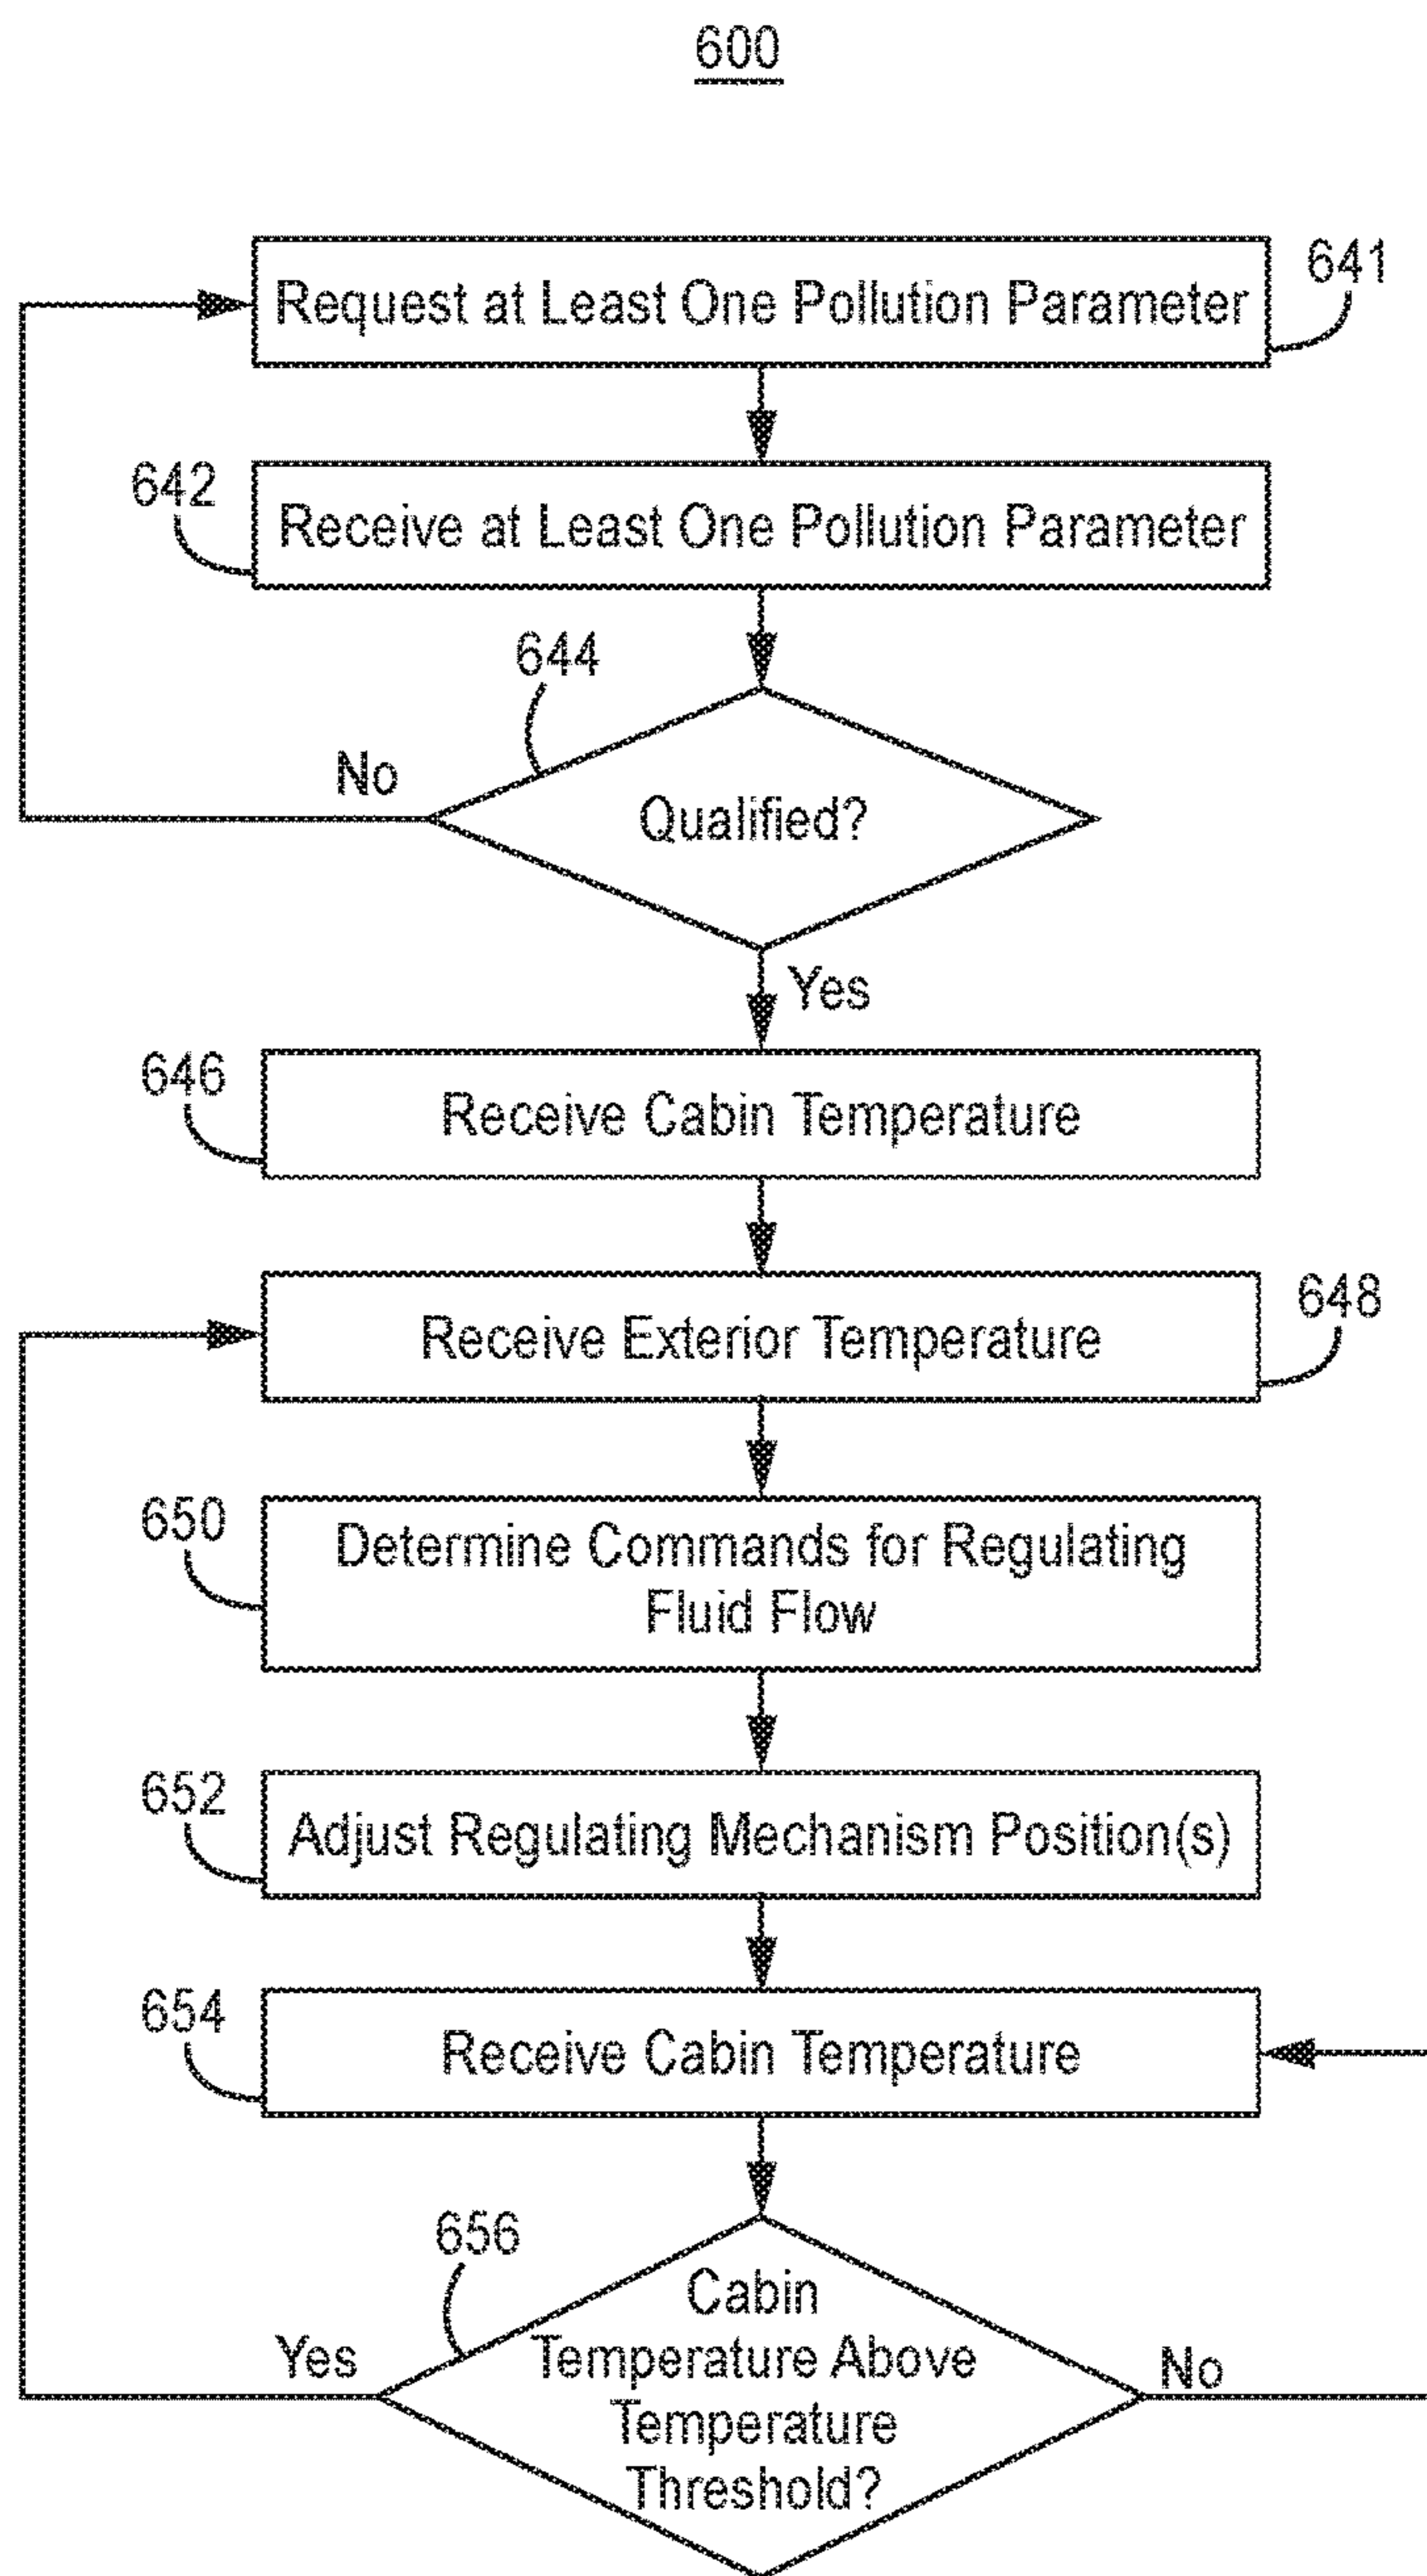 600
Request at Least One Pollution Parameter
641
642
Receive at Least One Pollution Parameter
644
No
Qualified?
Yes
646
Receive Cabin Temperature
Receive Exterior Temperature
648
650
Determine Commands for Regulating
Fluid Flow
652
Adjust Regulating Mechanism Position(s)
654
Receive Cabin Temperature
656
Yes
Cabin
Temperature Above
Temperature
Threshold?
No